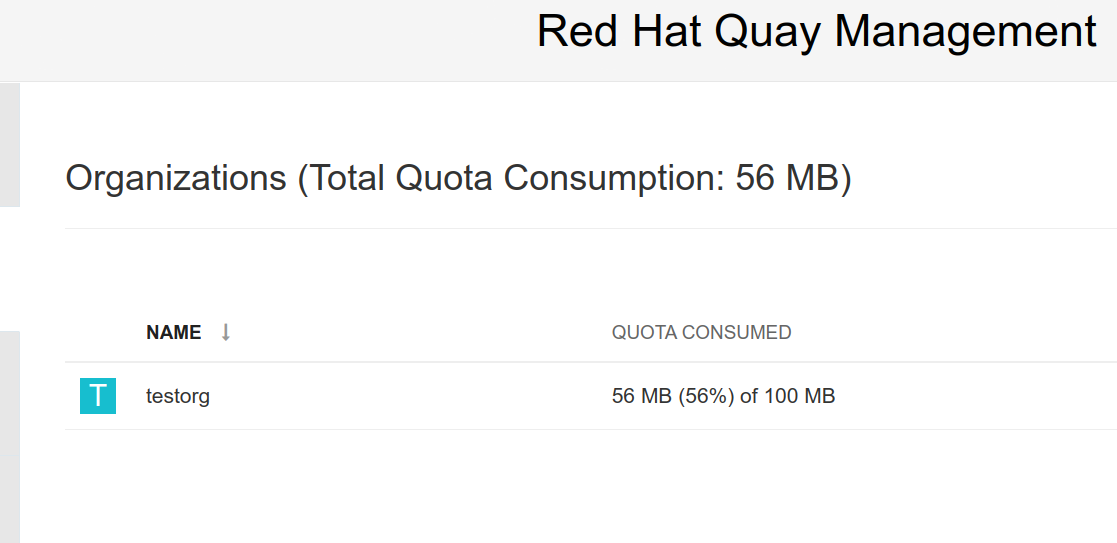 Red Hat Quay Management
Organizations (Total Quota Consumption: 56 MB)
NAME ↓ QUOTA CONSUMED
T testorg 56 MB (56%) of 100 MB